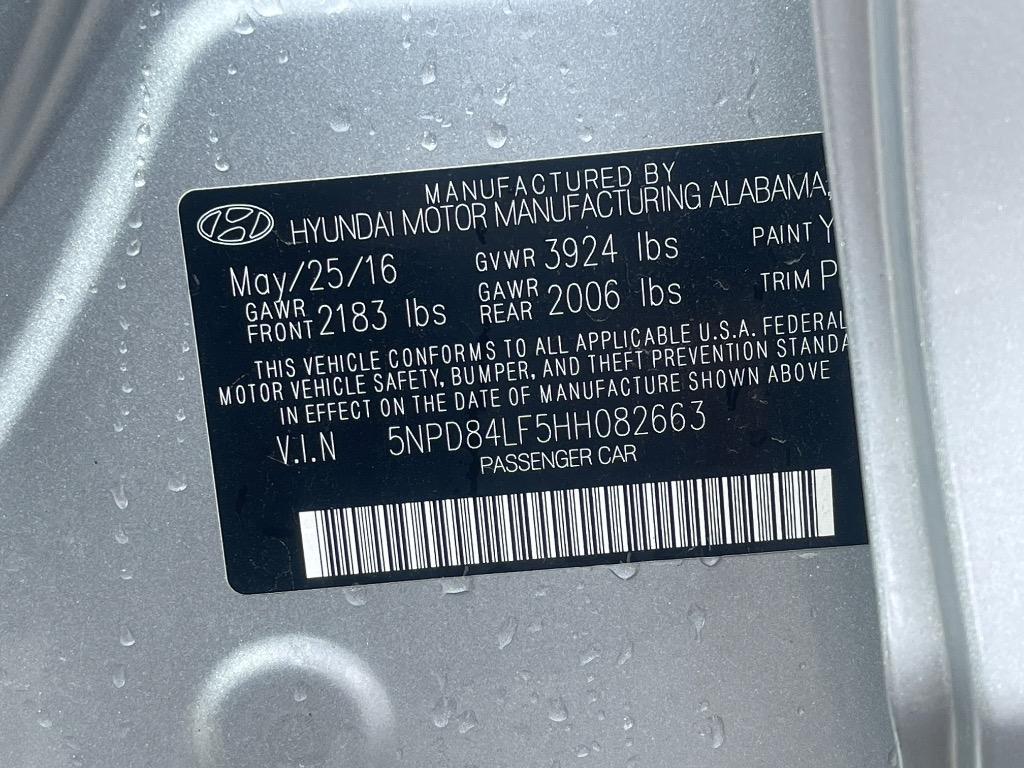 MANUFACTURED BY
HYUNDAI MOTOR MANUFACTURING ALABAMA,
May/25/16 GVWR 3924 lbs PAINT Y
GAWR FRONT 2183 lbs GAWR REAR 2006 lbs TRIM P
THIS VEHICLE CONFORMS TO ALL APPLICABLE U.S.A. FEDERAL
MOTOR VEHICLE SAFETY, BUMPER, AND THEFT PREVENTION STANDA
IN EFFECT ON THE DATE OF MANUFACTURE SHOWN ABOVE
V.I.N 5NPD84LF5HH082663
PASSENGER CAR